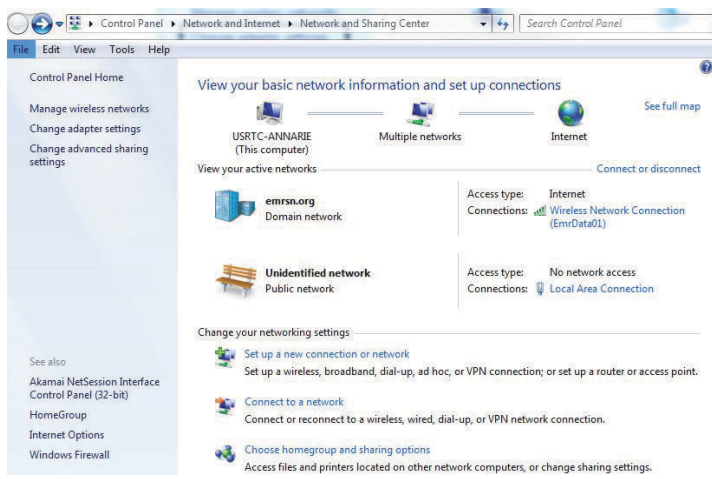 Control Panel ▸ Network and Internet ▸ Network and Sharing Center
Search Control Panel
File Edit View Tools Help
Control Panel Home
Manage wireless networks
Change adapter settings
Change advanced sharing
settings
View your basic network information and set up connections
See full map
USRTC-ANNARIE
(This computer)
Multiple networks
Internet
View your active networks
Connect or disconnect
emrsn.org
Domain network
Access type: Internet
Connections: Wireless Network Connection
(EmrData01)
Unidentified network
Public network
Access type: No network access
Connections: Local Area Connection
Change your networking settings
Set up a new connection or network
Set up a wireless, broadband, dial-up, ad hoc, or VPN connection; or set up a router or access point.
Connect to a network
Connect or reconnect to a wireless, wired, dial-up, or VPN network connection.
Choose homegroup and sharing options
Access files and printers located on other network computers, or change sharing settings.
See also
Akamai NetSession Interface
Control Panel (32-bit)
HomeGroup
Internet Options
Windows Firewall